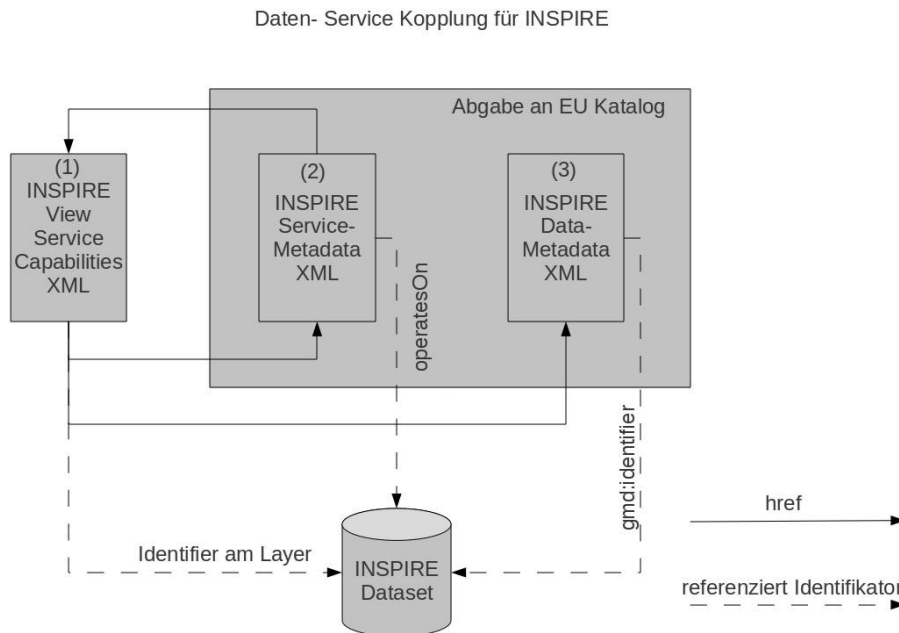 Daten- Service Kopplung für INSPIRE
Abgabe an EU Katalog
(1)
INSPIRE
View
Service
Capabilities
XML
(2)
INSPIRE
Service-
Metadata
XML
(3)
INSPIRE
Data-
Metadata
XML
operatesOn
gmd:identifier
Identifier am Layer
INSPIRE
Dataset
href
referenziert Identifikator